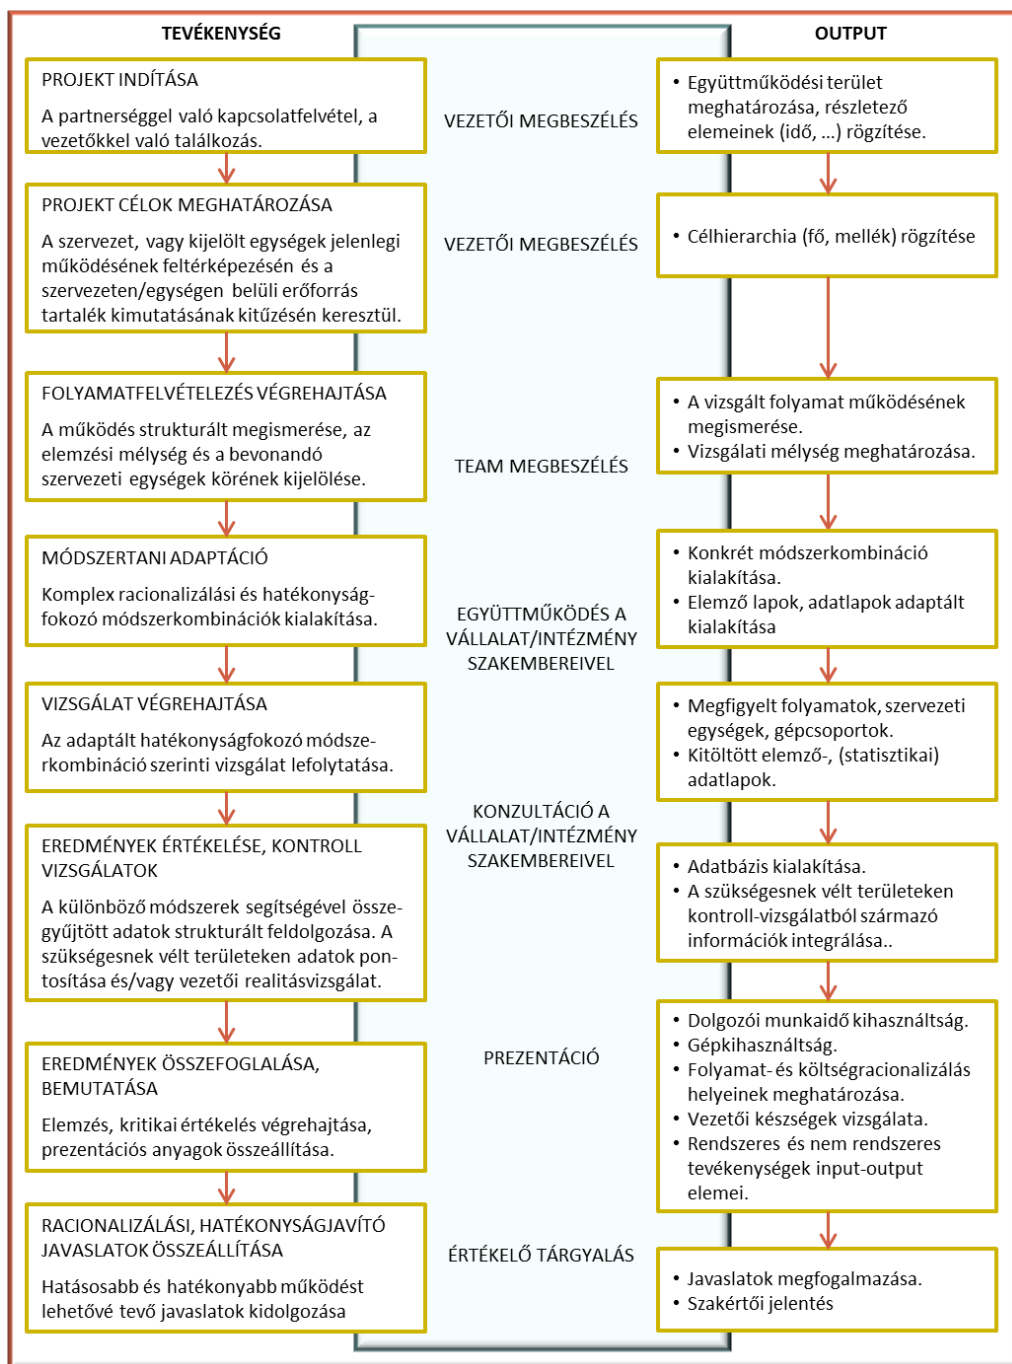 TEVÉKENYSÉG
OUTPUT
PROJEKT INDÍTÁSA
A partnerséggel való kapcsolatfelvétel, a
vezetőkkel való találkozás.
VEZETŐI MEGBESZÉLÉS
• Együttműködési terület
meghatározása, részletező
elemeinek (idő, ...) rögzítése.
PROJEKT CÉLOK MEGHATÁROZÁSA
A szervezet, vagy kijelölt egységek jelenlegi
működésének feltérképezésén és a
szervezeten/egységen belüli erőforrás
tartalék kimutatásának kitűzésén keresztül.
VEZETŐI MEGBESZÉLÉS
• Célhierarchia (fő, mellék) rögzítése
FOLYAMATFELVÉTELEZÉS VÉGREHAJTÁSA
A működés strukturált megismerése, az
elemzési mélység és a bevonandó
szervezeti egységek körének kijelölése.
TEAM MEGBESZÉLÉS
• A vizsgált folyamat működésének
megismerése.
• Vizsgálati mélység meghatározása.
MÓDSZERTANI ADAPTÁCIÓ
Komplex racionalizálási és hatékonyság-
fokozó módszerkombinációk kialakítása.
EGYÜTTMŰKÖDÉS A
VÁLLALAT/INTÉZMÉNY
SZAKEMBEREIVEL
• Konkrét módszerkombináció
kialakítása.
• Elemző lapok, adatlapok adaptált
kialakítása
VIZSGÁLAT VÉGREHAJTÁSA
Az adaptált hatékonyságfokozó módsze-
rkombináció szerinti vizsgálat lefolytatása.
• Megfigyelt folyamatok, szervezeti
egységek, gépcsoportok.
• Kitöltött elemző-, (statisztikai)
adatlapok.
KONZULTÁCIÓ A
VÁLLALAT/INTÉZMÉNY
SZAKEMBEREIVEL
EREDMÉNYEK ÉRTÉKELÉSE, KONTROLL
VIZSGÁLATOK
A különböző módszerek segítségével össze-
gyűjtött adatok strukturált feldolgozása. A
szükségesnek vélt területeken adatok pon-
tosítása és/vagy vezetői realitásvizsgálat.
• Adatbázis kialakítása.
• A szükségesnek vélt területeken
kontroll-vizsgálatból származó
információk integrálása..
EREDMÉNYEK ÖSSZEFOGLALÁSA,
BEMUTATÁSA
Elemzés, kritikai értékelés végrehajtása,
prezentációs anyagok összeállítása.
PREZENTÁCIÓ
• Dolgozói munkaidő kihasználtság.
• Gépkihasználtság.
• Folyamat- és költségracionalizálás
helyeinek meghatározása.
• Vezetői készségek vizsgálata.
• Rendszeres és nem rendszeres
tevékenységek input-output
elemei.
RACIONALIZÁLÁSI, HATÉKONYSÁGJAVÍTÓ
JAVASLATOK ÖSSZEÁLLÍTÁSA
Hatásosabb és hatékonyabb működést
lehetővé tevő javaslatok kidolgozása
ÉRTÉKELŐ TÁRGYALÁS
• Javaslatok megfogalmazása.
• Szakértői jelentés